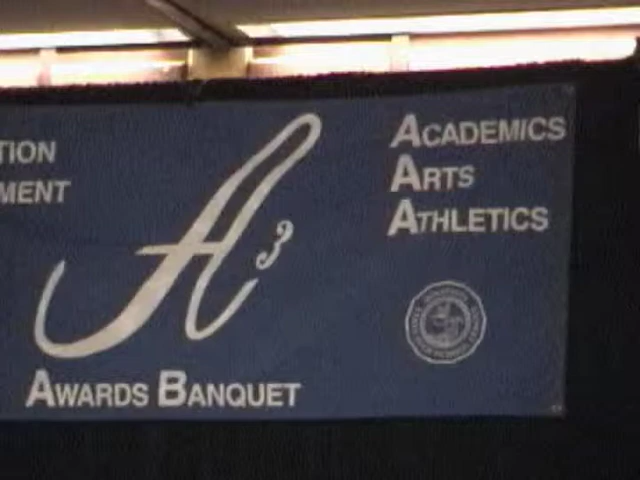 TION
MENT
A3
ACADEMICS
ARTS
ATHLETICS
AWARDS BANQUET